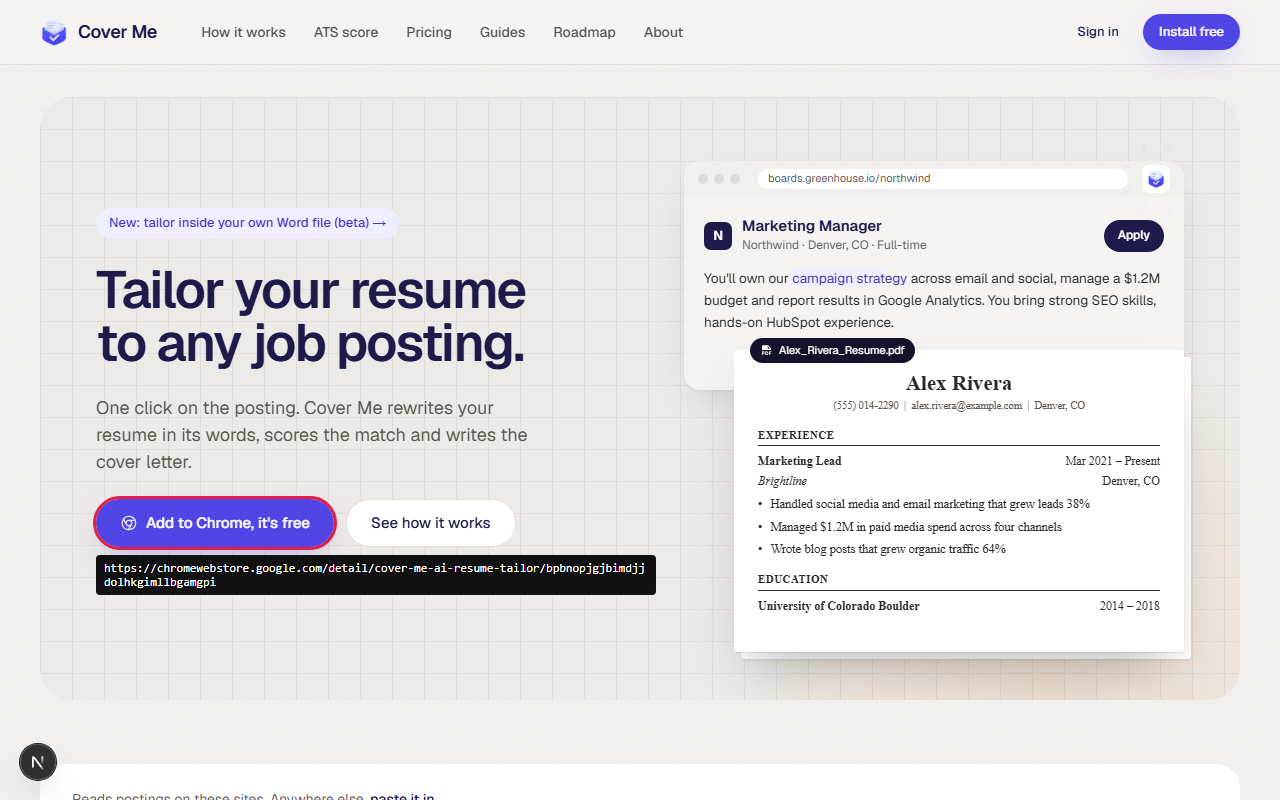 Cover Me
How it works
ATS score
Pricing
Guides
Roadmap
About
Sign in
Install free
New: tailor inside your own Word file (beta) →
Tailor your resume
to any job posting.
One click on the posting. Cover Me rewrites your
resume in its words, scores the match and writes the
cover letter.
Add to Chrome, it's free
See how it works
https://chromewebstore.google.com/detail/cover-me-ai-resume-tailor/bpbnopjgjbimdjj
dolhkgimllbgamgpi
boards.greenhouse.io/northwind
N
Marketing Manager
Northwind · Denver, CO · Full-time
Apply
You'll own our campaign strategy across email and social, manage a $1.2M
budget and report results in Google Analytics. You bring strong SEO skills,
hands-on HubSpot experience.
PDF
Alex_Rivera_Resume.pdf
Alex Rivera
(555) 014-2290 | alex.rivera@example.com | Denver, CO
EXPERIENCE
Marketing Lead Mar 2021 – Present
Brightline Denver, CO
• Handled social media and email marketing that grew leads 38%
• Managed $1.2M in paid media spend across four channels
• Wrote blog posts that grew organic traffic 64%
EDUCATION
University of Colorado Boulder 2014 – 2018
N
Reads postings on these sites. Anywhere else, paste it in